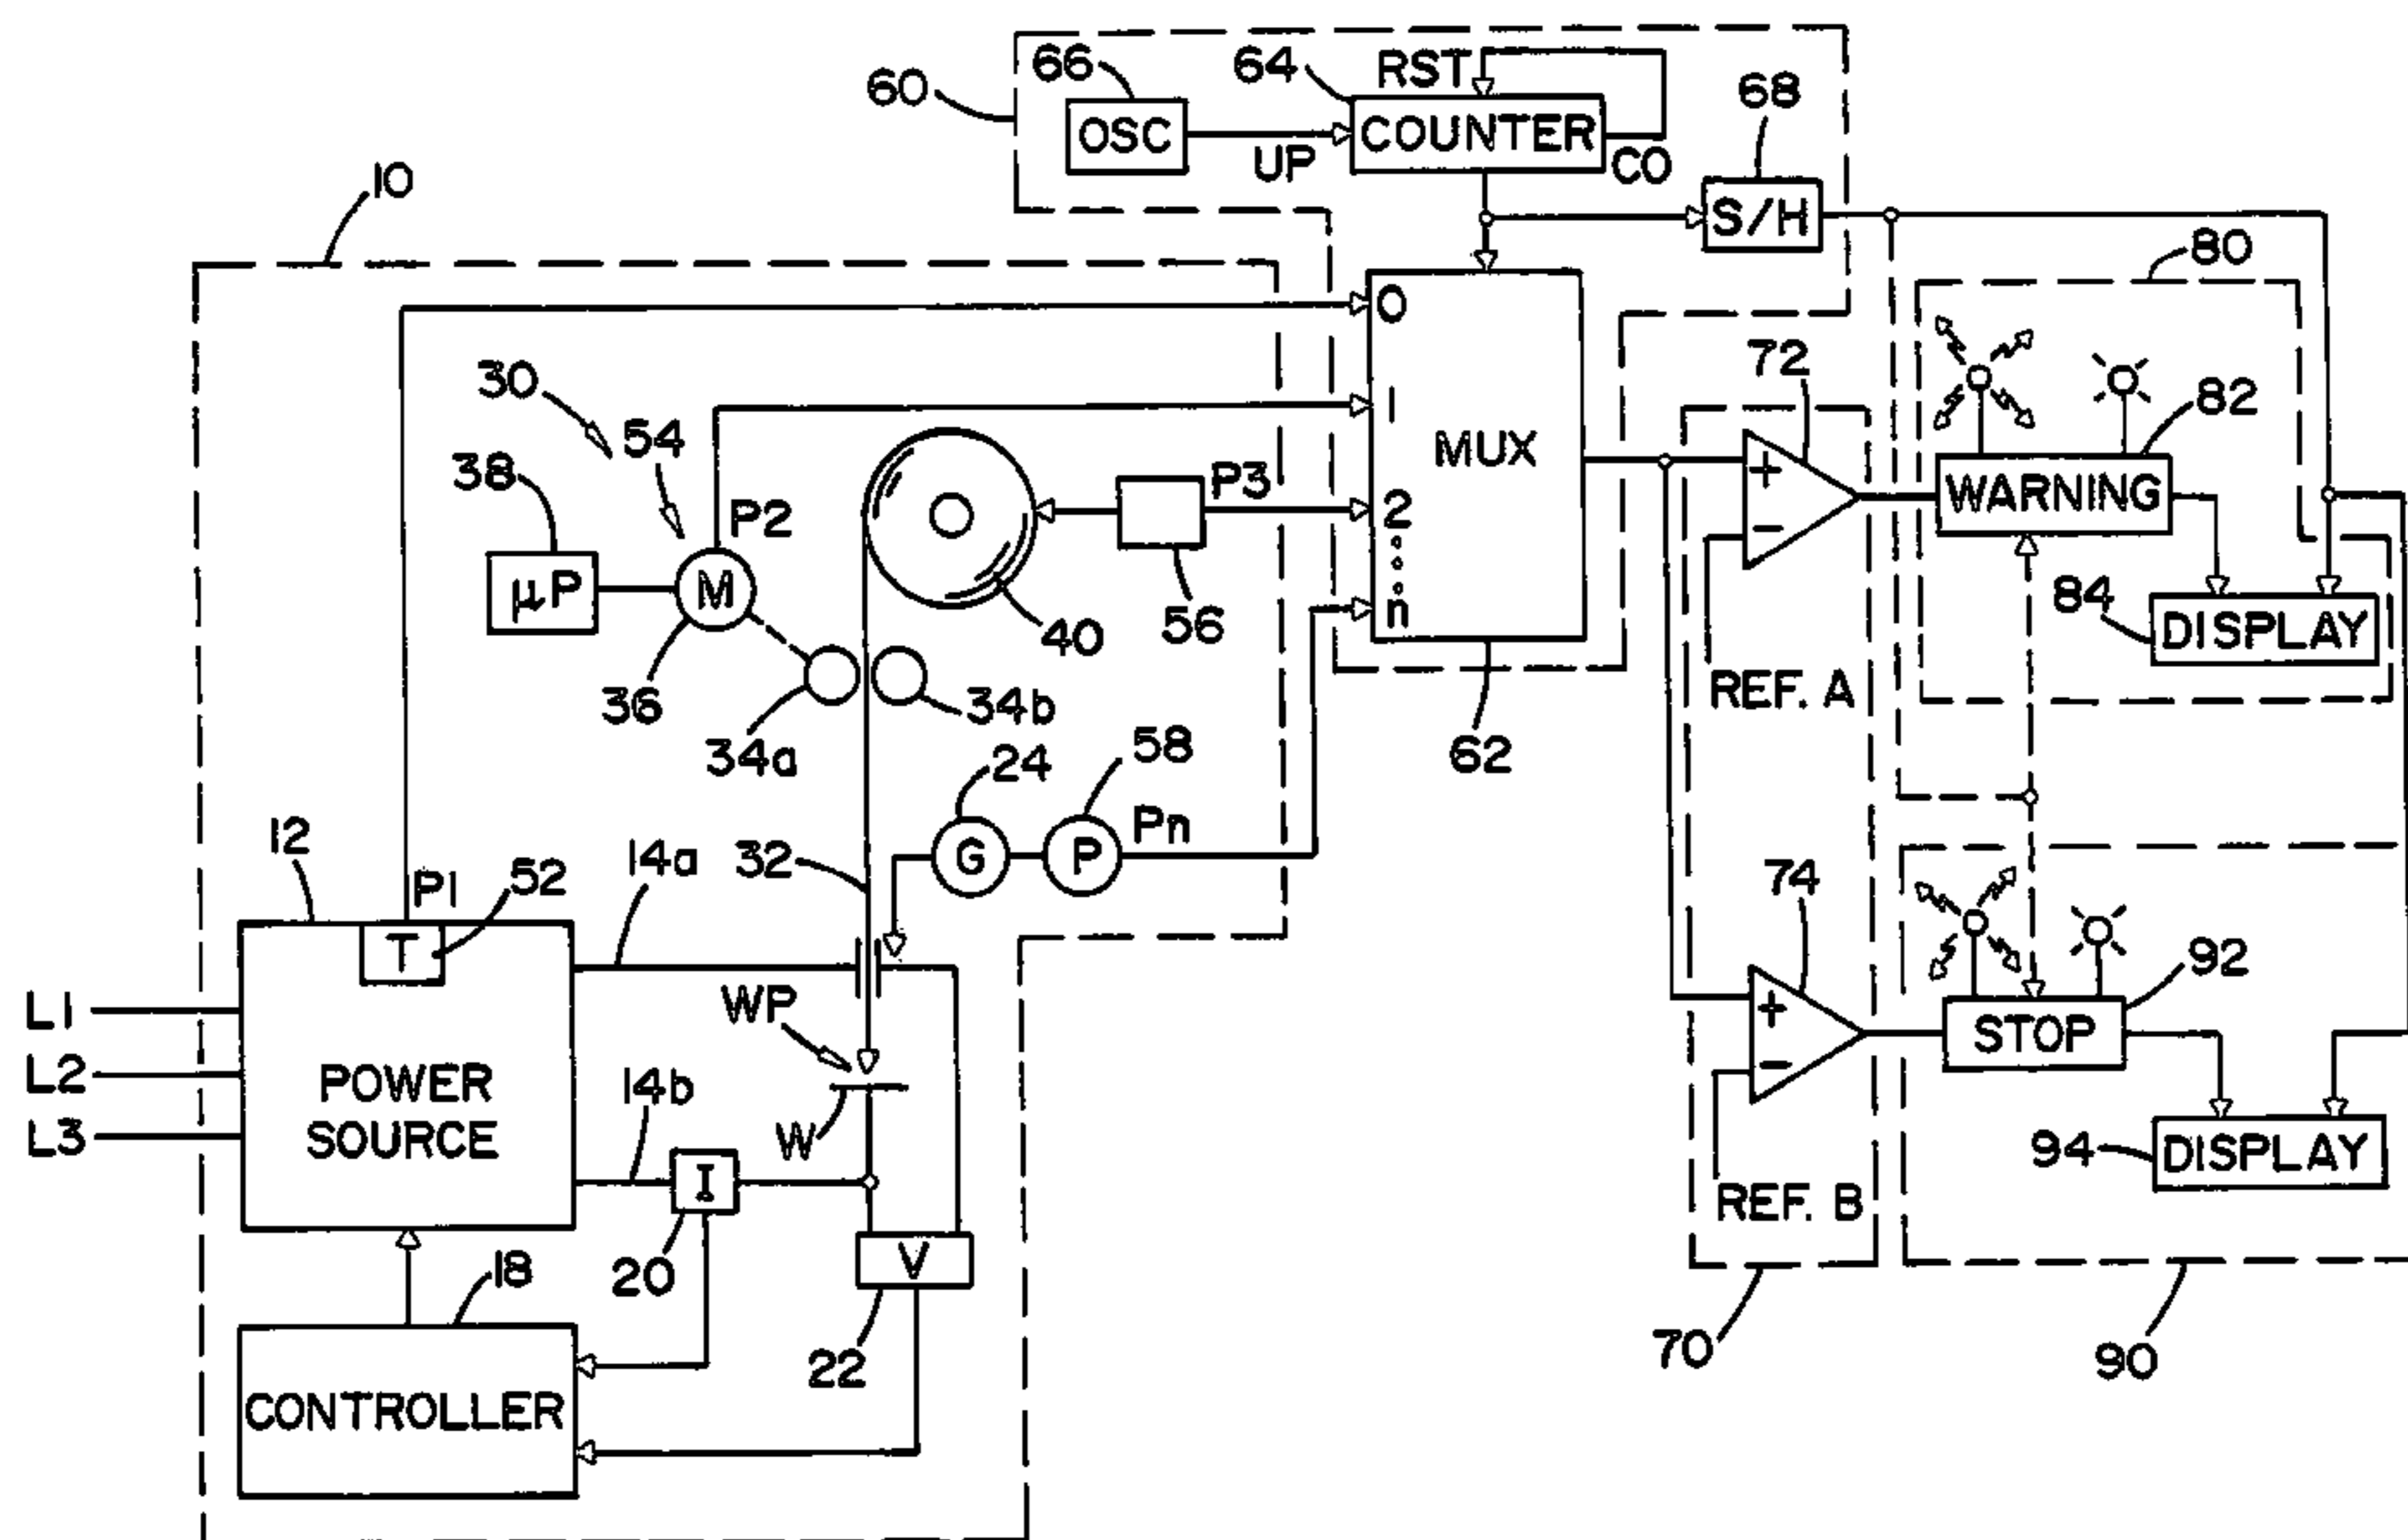 66
64
RST
68
60
OSC
UP
COUNTER
CO
S/H
10
80
0
72
30
54
1
MUX
82
38
P2
P3
2
WARNING
μP
M
n
84
DISPLAY
36
40
56
34a
34b
REF. A
62
24
58
12
14a
32
G
P
Pn
P1
52
T
74
92
L1
L2
L3
POWER
SOURCE
WP
14b
W
I
STOP
94
DISPLAY
REF. B
18
20
V
22
70
90
CONTROLLER
+
−
+
−